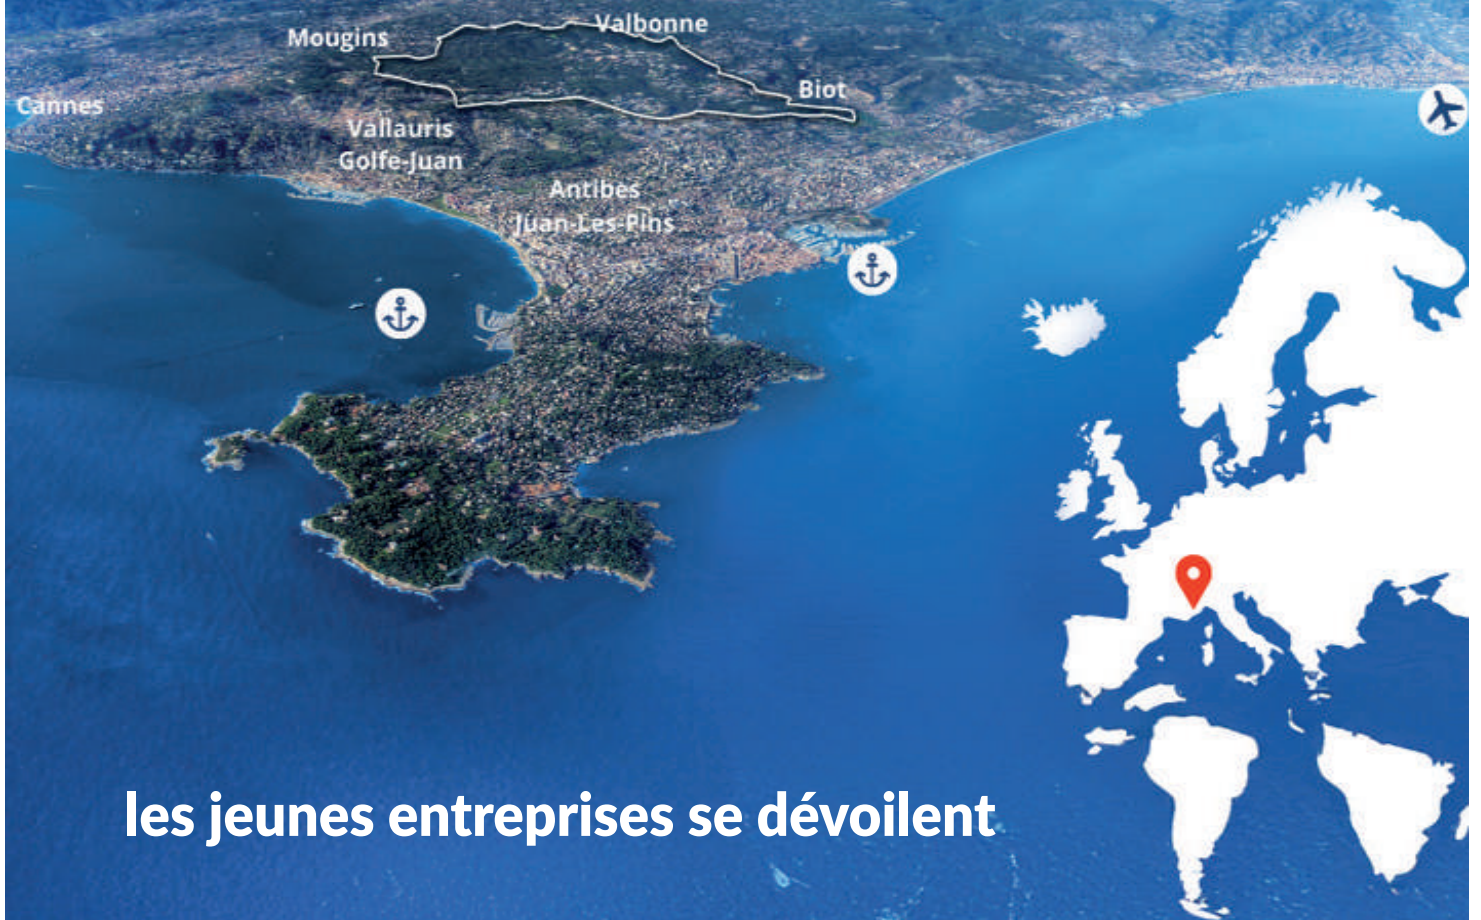 Valbonne
Mougins
Biot
Cannes
Vallauris
Golfe-Juan
Antibes
Juan-Les-Pins
les jeunes entreprises se dévoilent